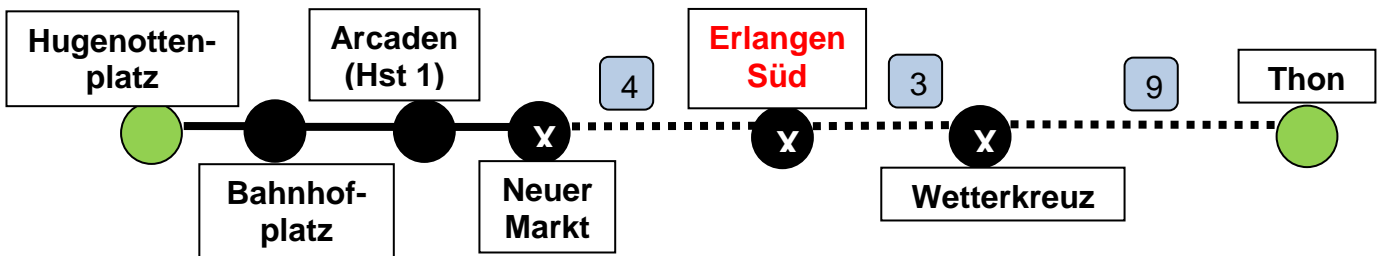 Hugenotten-
platz
Arcaden
(Hst 1)
4
Erlangen
Süd
3
9
Thon
x
x
x
Bahnhof-
platz
Neuer
Markt
Wetterkreuz